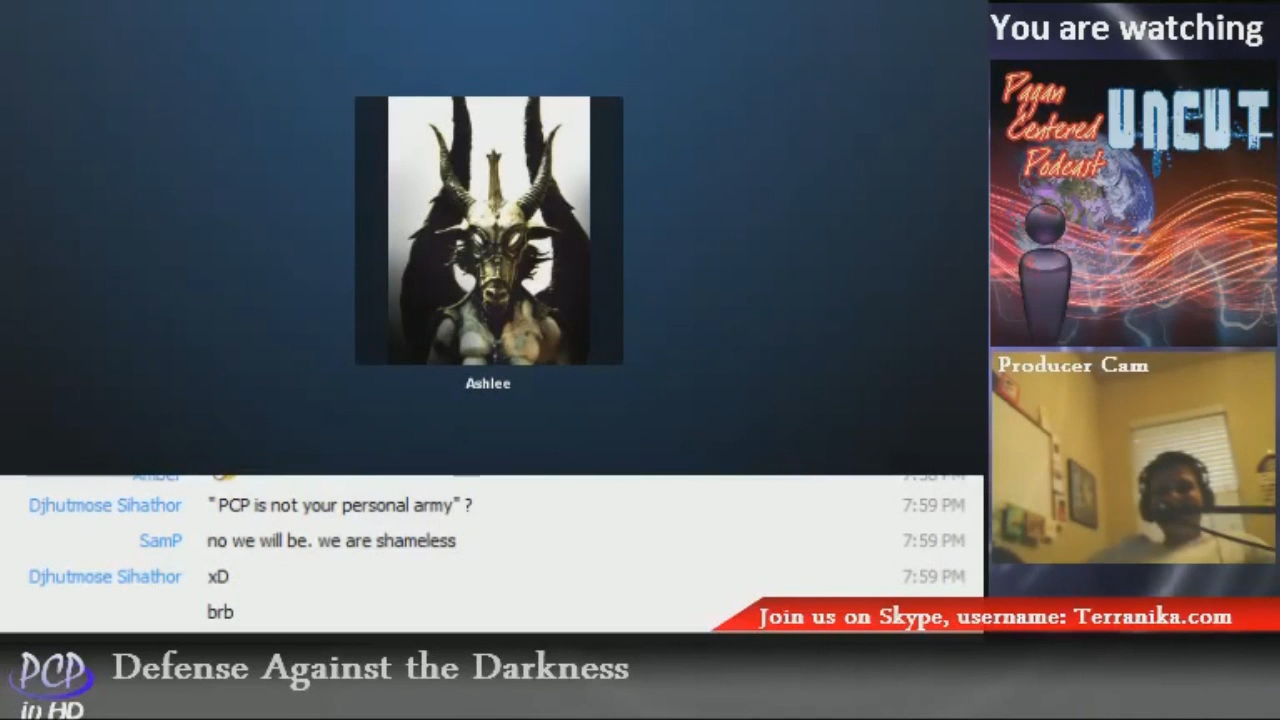 You are watching
Pagan
Centered
Podcast
UNCUT
Ashlee
Producer Cam
Amber
Djhutmose Sihathor "PCP is not your personal army" ? 7:59 PM
SamP no we will be. we are shameless 7:59 PM
Djhutmose Sihathor xD 7:59 PM
brb
Join us on Skype, username: Terranika.com
PCP
in HD
Defense Against the Darkness